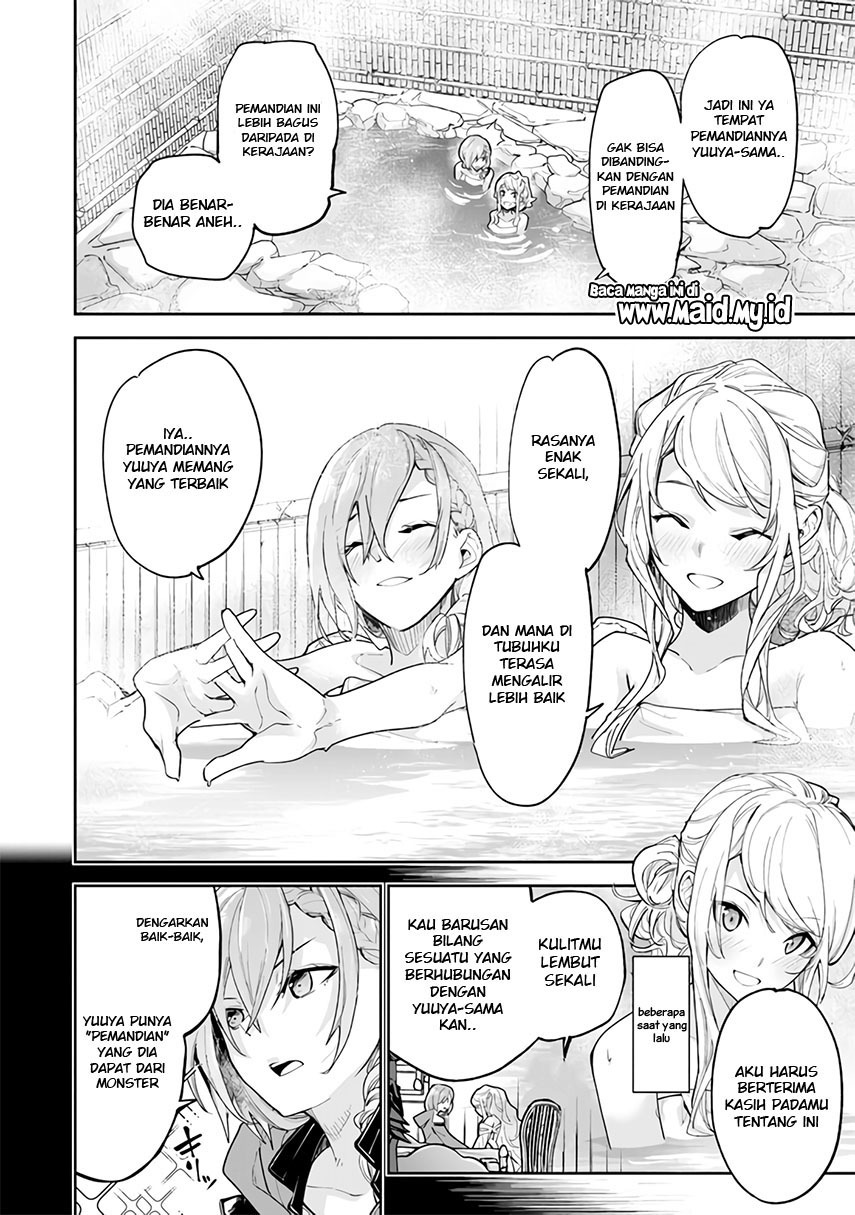 JADI INI YA
TEMPAT
PEMANDIANNYA
YUUYA-SAMA..
GAK BISA
DIBANDING-
KAN DENGAN
PEMANDIAN
DI KERAJAAN
PEMANDIAN INI
LEBIH BAGUS
DARIPADA DI
KERAJAAN?
DIA BENAR-
BENAR ANEH..
Baca Manga ini di
www.Maid.My.id
RASANYA
ENAK
SEKALI,
DAN MANA DI
TUBUHKU
TERASA
MENGALIR
LEBIH BAIK
IYA..
PEMANDIANNYA
YUUYA MEMANG
YANG TERBAIK
AKU HARUS
BERTERIMA
KASIH PADAMU
TENTANG INI
beberapa
saat yang
lalu
KULITMU
LEMBUT
SEKALI
KAU BARUSAN
BILANG
SESUATU YANG
BERHUBUNGAN
DENGAN
YUUYA-SAMA
KAN..
DENGARKAN
BAIK-BAIK,
YUUYA PUNYA
"PEMANDIAN"
YANG DIA
DAPAT DARI
MONSTER